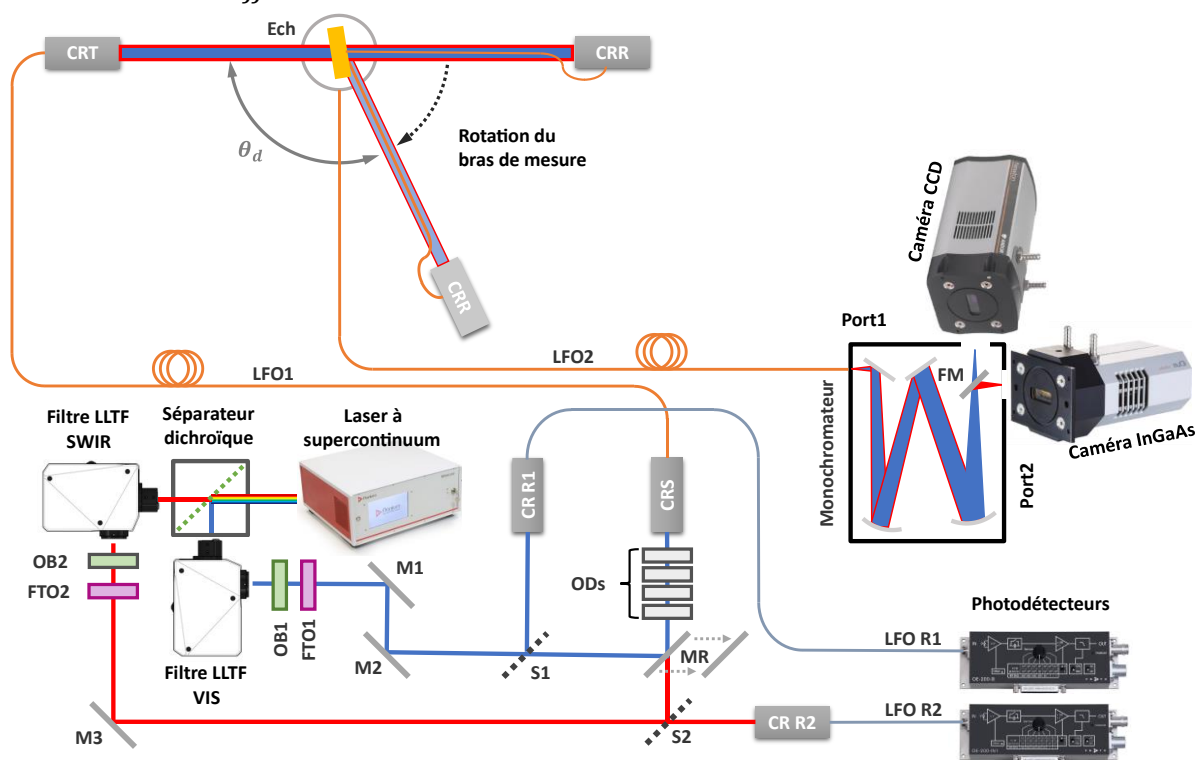 Ech
CRT
CRR
Rotation du
bras de mesure
θd
CRR
Caméra CCD
Port1
LFO1
LFO2
FM
Monochromateur
Caméra InGaAs
Port2
Filtre LLTF
SWIR
Séparateur
dichroïque
Laser à
supercontinuum
CR R1
CRS
OB2
FTO2
M1
ODs
OB1
FTO1
M2
S1
MR
Photodétecteurs
LFO R1
Filtre LLTF
VIS
M3
S2
CR R2
LFO R2